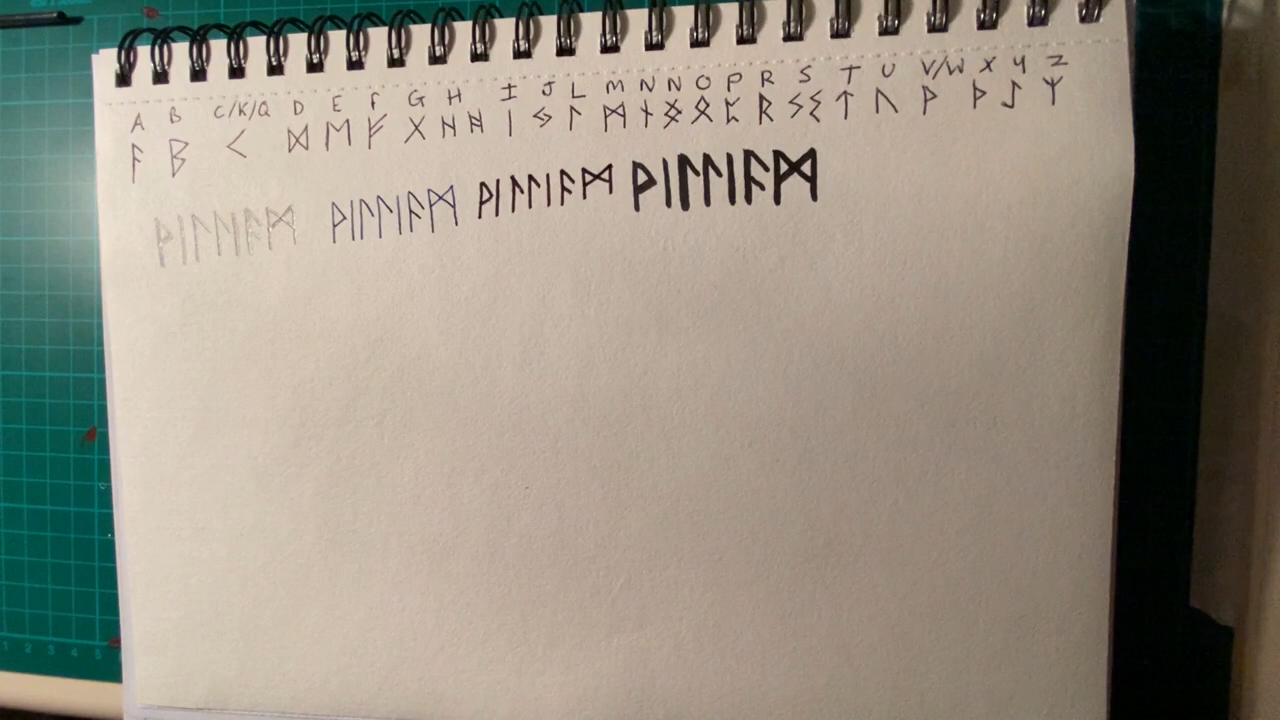 A B C/K/Q D E F G H I J L M N N O P R S T U V/W X Y Z
ᚨ ᛒ ᚲ ᛞ ᛖ ᚠ ᚷ ᚺ ᚻ ᛁ ᛃ ᛚ ᛗ ᚾ ᛝ ᛟ ᛈ ᚱ ᛊ ᛊ ᛏ ᚢ ᚹ ᚦ ᛇ ᛉ
ᚹᛁᛚᛚᛁᚨᛗ ᚹᛁᛚᛚᛁᚨᛗ ᚹᛁᛚᛚᛁᚨᛗ ᚹᛁᛚᛚᛁᚨᛗ